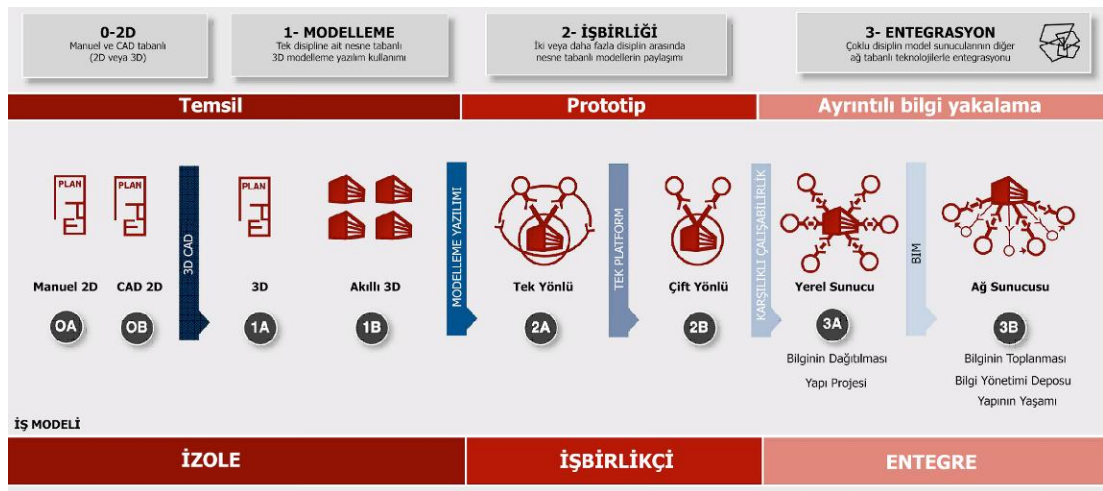 0-2D
Manuel ve CAD tabanlı
(2D veya 3D)
1- MODELLEME
Tek disipline ait nesne tabanlı
3D modelleme yazılım kullanımı
2- İŞBİRLİĞİ
İki veya daha fazla disiplin arasında
nesne tabanlı modellerin paylaşımı
3- ENTEGRASYON
Çoklu disiplin model sunucularının diğer
ağ tabanlı teknolojilerle entegrasyonu
Temsil
Prototip
Ayrıntılı bilgi yakalama
PLAN
PLAN
3D CAD
PLAN
MODELLEME YAZILIMI
TEK PLATFORM
KARŞILIKLI ÇALIŞABİLİRLİK
BIM
Manuel 2D
CAD 2D
3D
Akıllı 3D
Tek Yönlü
Çift Yönlü
Yerel Sunucu
Ağ Sunucusu
0A
0B
1A
1B
2A
2B
3A
3B
Bilginin Dağıtılması
Yapı Projesi
Bilginin Toplanması
Bilgi Yönetimi Deposu
Yapının Yaşamı
İŞ MODELİ
İZOLE
İŞBİRLİKÇİ
ENTEGRE